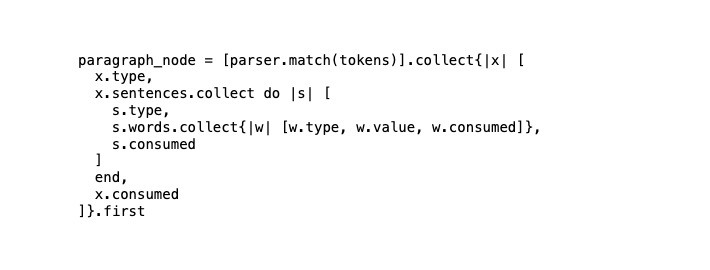 paragraph_node = [parser.match(tokens)].collect{|x| [
  x.type,
  x.sentences.collect do |s| [
    s.type,
    s.words.collect{|w| [w.type, w.value, w.consumed]},
    s.consumed
  ]
  end,
  x.consumed
]}.first